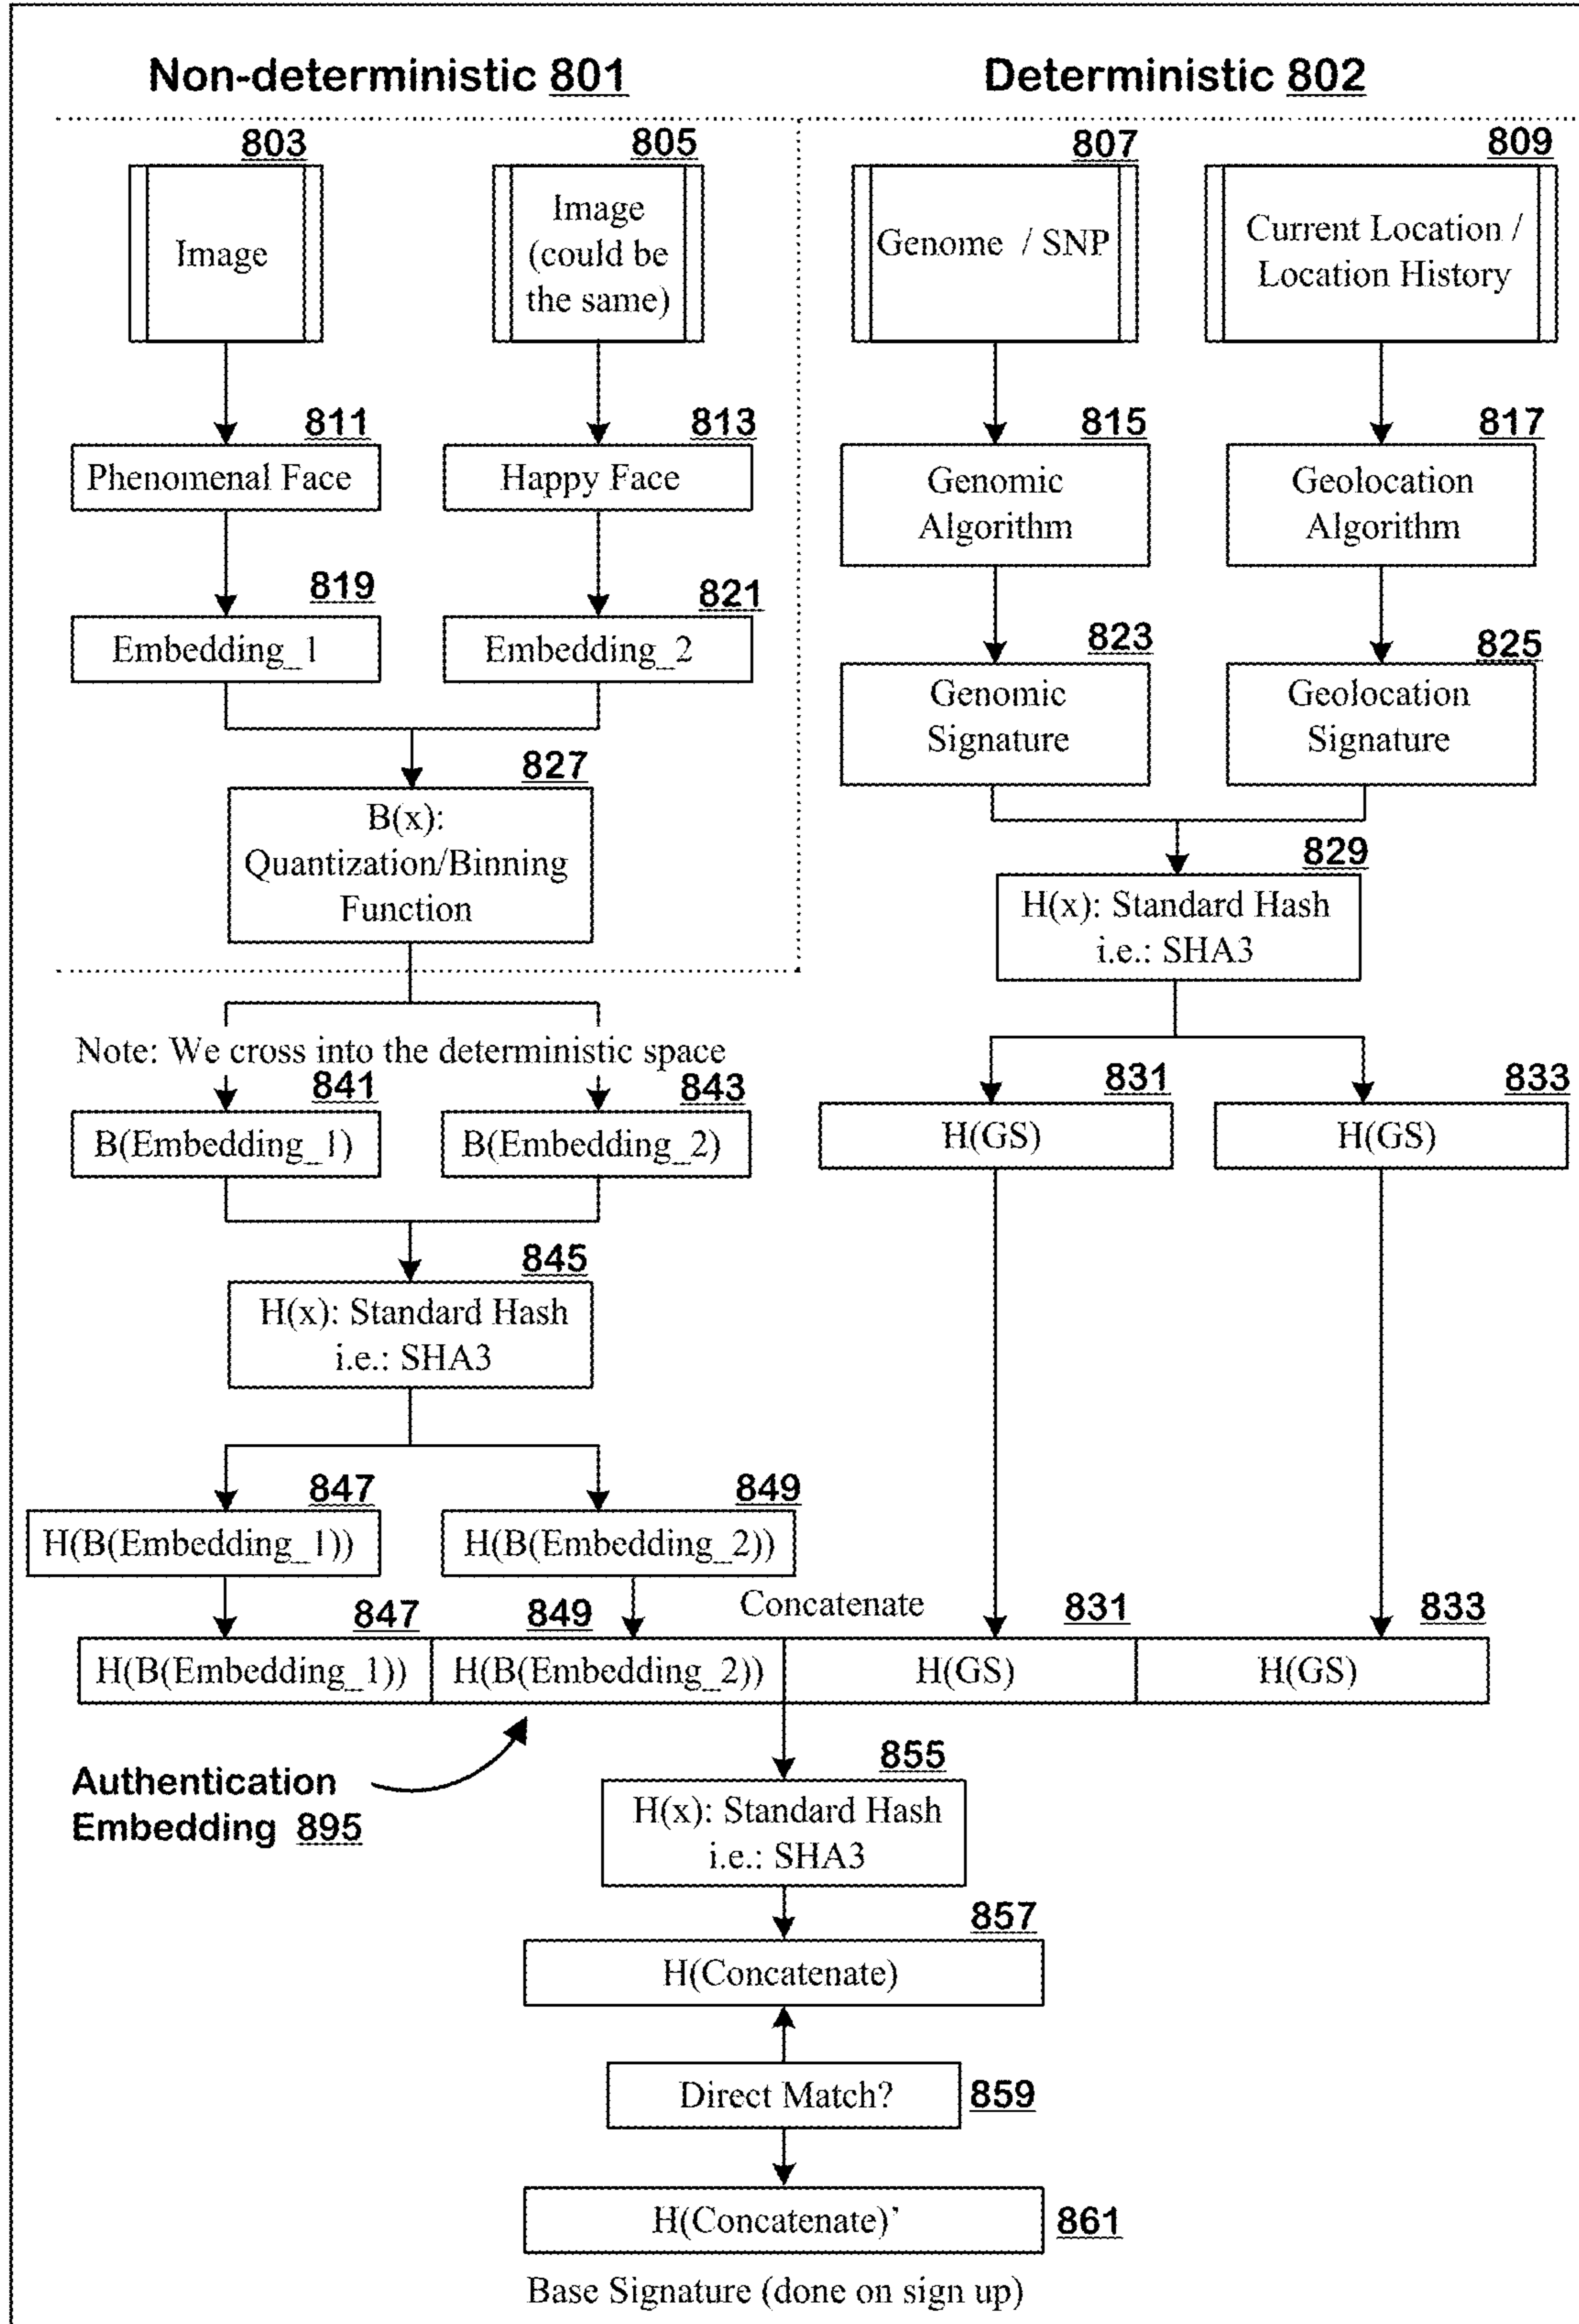 Non-deterministic 801
Deterministic 802
803
805
807
809
Image
Image
(could be
the same)
Genome / SNP
Current Location /
Location History
811
813
815
817
Phenomenal Face
Happy Face
Genomic
Algorithm
Geolocation
Algorithm
819
821
823
825
Embedding_1
Embedding_2
Genomic
Signature
Geolocation
Signature
827
B(x):
Quantization/Binning
Function
829
H(x): Standard Hash
i.e.: SHA3
Note: We cross into the deterministic space
841
843
831
833
B(Embedding_1)
B(Embedding_2)
H(GS)
H(GS)
845
H(x): Standard Hash
i.e.: SHA3
847
849
H(B(Embedding_1))
H(B(Embedding_2))
Concatenate
847
849
831
833
H(B(Embedding_1))
H(B(Embedding_2))
H(GS)
H(GS)
Authentication
Embedding 895
855
H(x): Standard Hash
i.e.: SHA3
857
H(Concatenate)
Direct Match?
859
H(Concatenate)’
861
Base Signature (done on sign up)